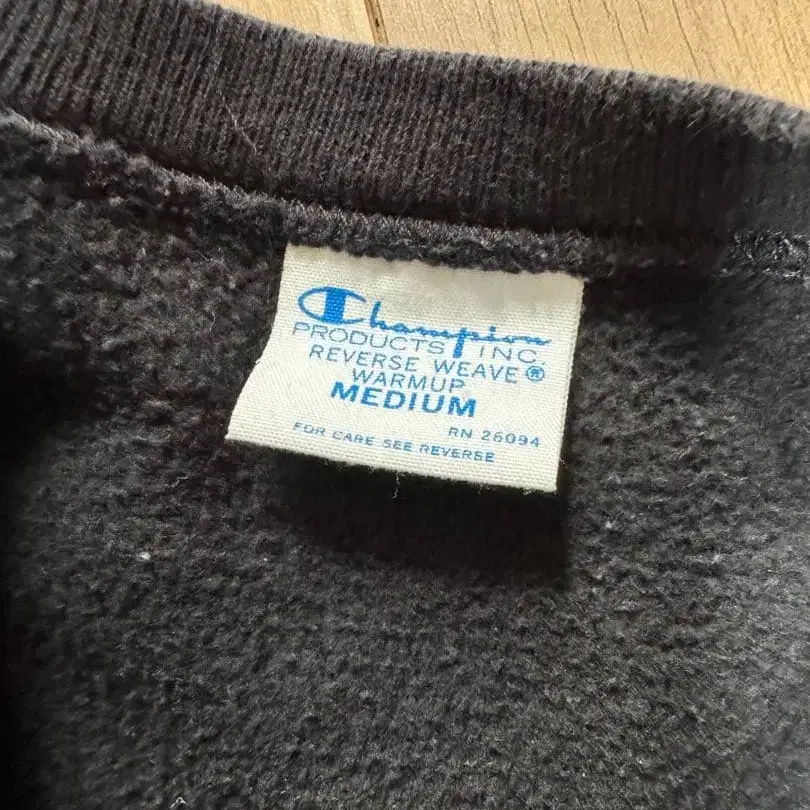 Champion
PRODUCTS INC.
REVERSE WEAVE®
WARMUP
MEDIUM
RN 26094
FOR CARE SEE REVERSE